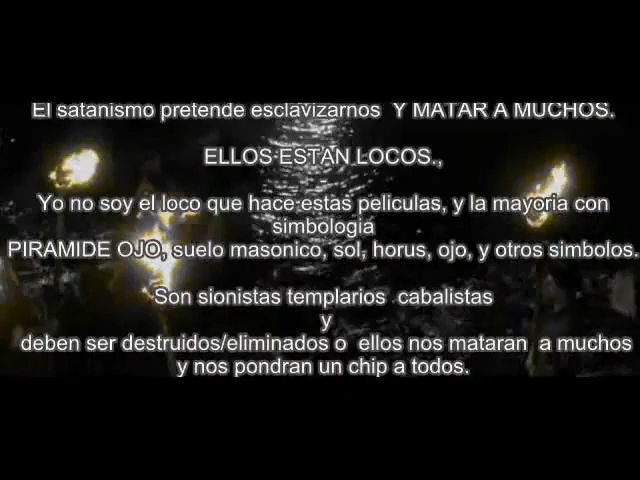 El satanismo pretende esclavizarnos Y MATAR A MUCHOS.
ELLOS ESTAN LOCOS.,
Yo no soy el loco que hace estas peliculas, y la mayoria con
simbologia
PIRAMIDE OJO, suelo masonico, sol, horus, ojo, y otros simbolos.
Son sionistas templarios cabalistas
y
deben ser destruidos/eliminados o ellos nos mataran a muchos
y nos pondran un chip a todos.